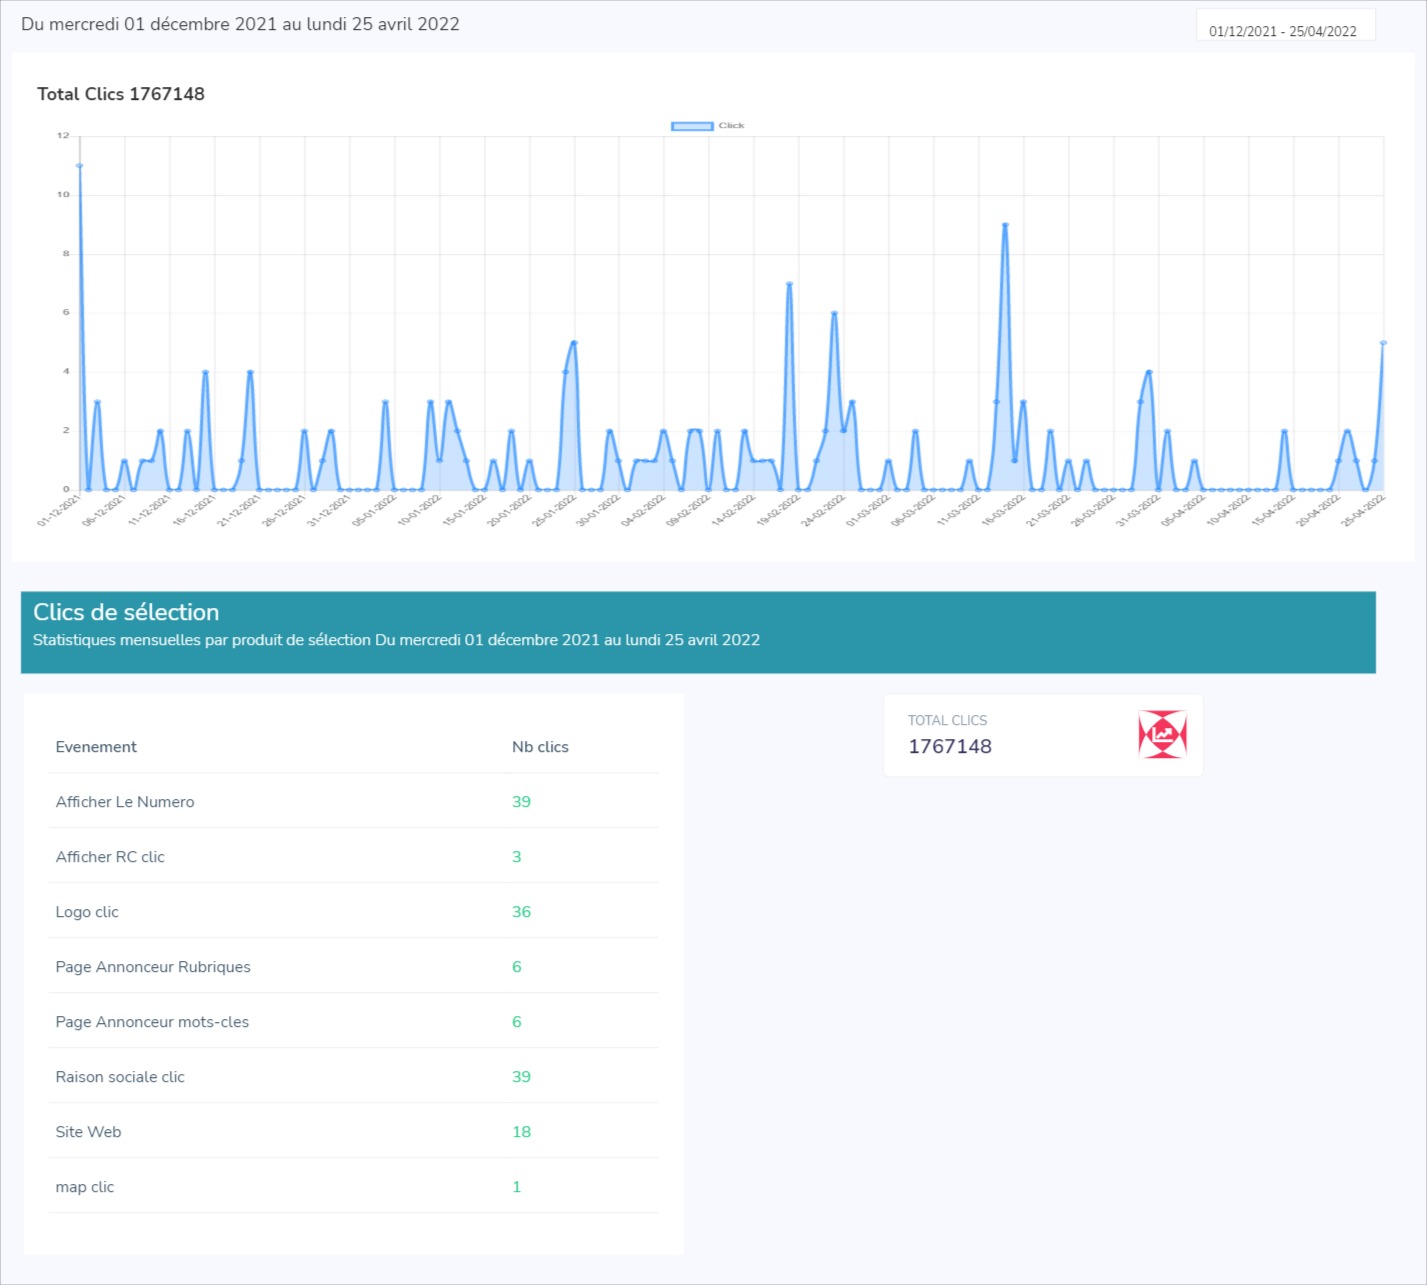 Du mercredi 01 décembre 2021 au lundi 25 avril 2022
01/12/2021 - 25/04/2022
Total Clics 1767148
Click
12
10
8
6
4
2
0
01-12-2021
06-12-2021
11-12-2021
16-12-2021
21-12-2021
26-12-2021
31-12-2021
05-01-2022
10-01-2022
15-01-2022
20-01-2022
25-01-2022
30-01-2022
04-02-2022
09-02-2022
14-02-2022
19-02-2022
24-02-2022
01-03-2022
06-03-2022
11-03-2022
16-03-2022
21-03-2022
26-03-2022
31-03-2022
05-04-2022
10-04-2022
15-04-2022
20-04-2022
25-04-2022
Clics de sélection
Statistiques mensuelles par produit de sélection Du mercredi 01 décembre 2021 au lundi 25 avril 2022
TOTAL CLICS
1767148
Evenement Nb clics
Afficher Le Numero 39
Afficher RC clic 3
Logo clic 36
Page Annonceur Rubriques 6
Page Annonceur mots-cles 6
Raison sociale clic 39
Site Web 18
map clic 1